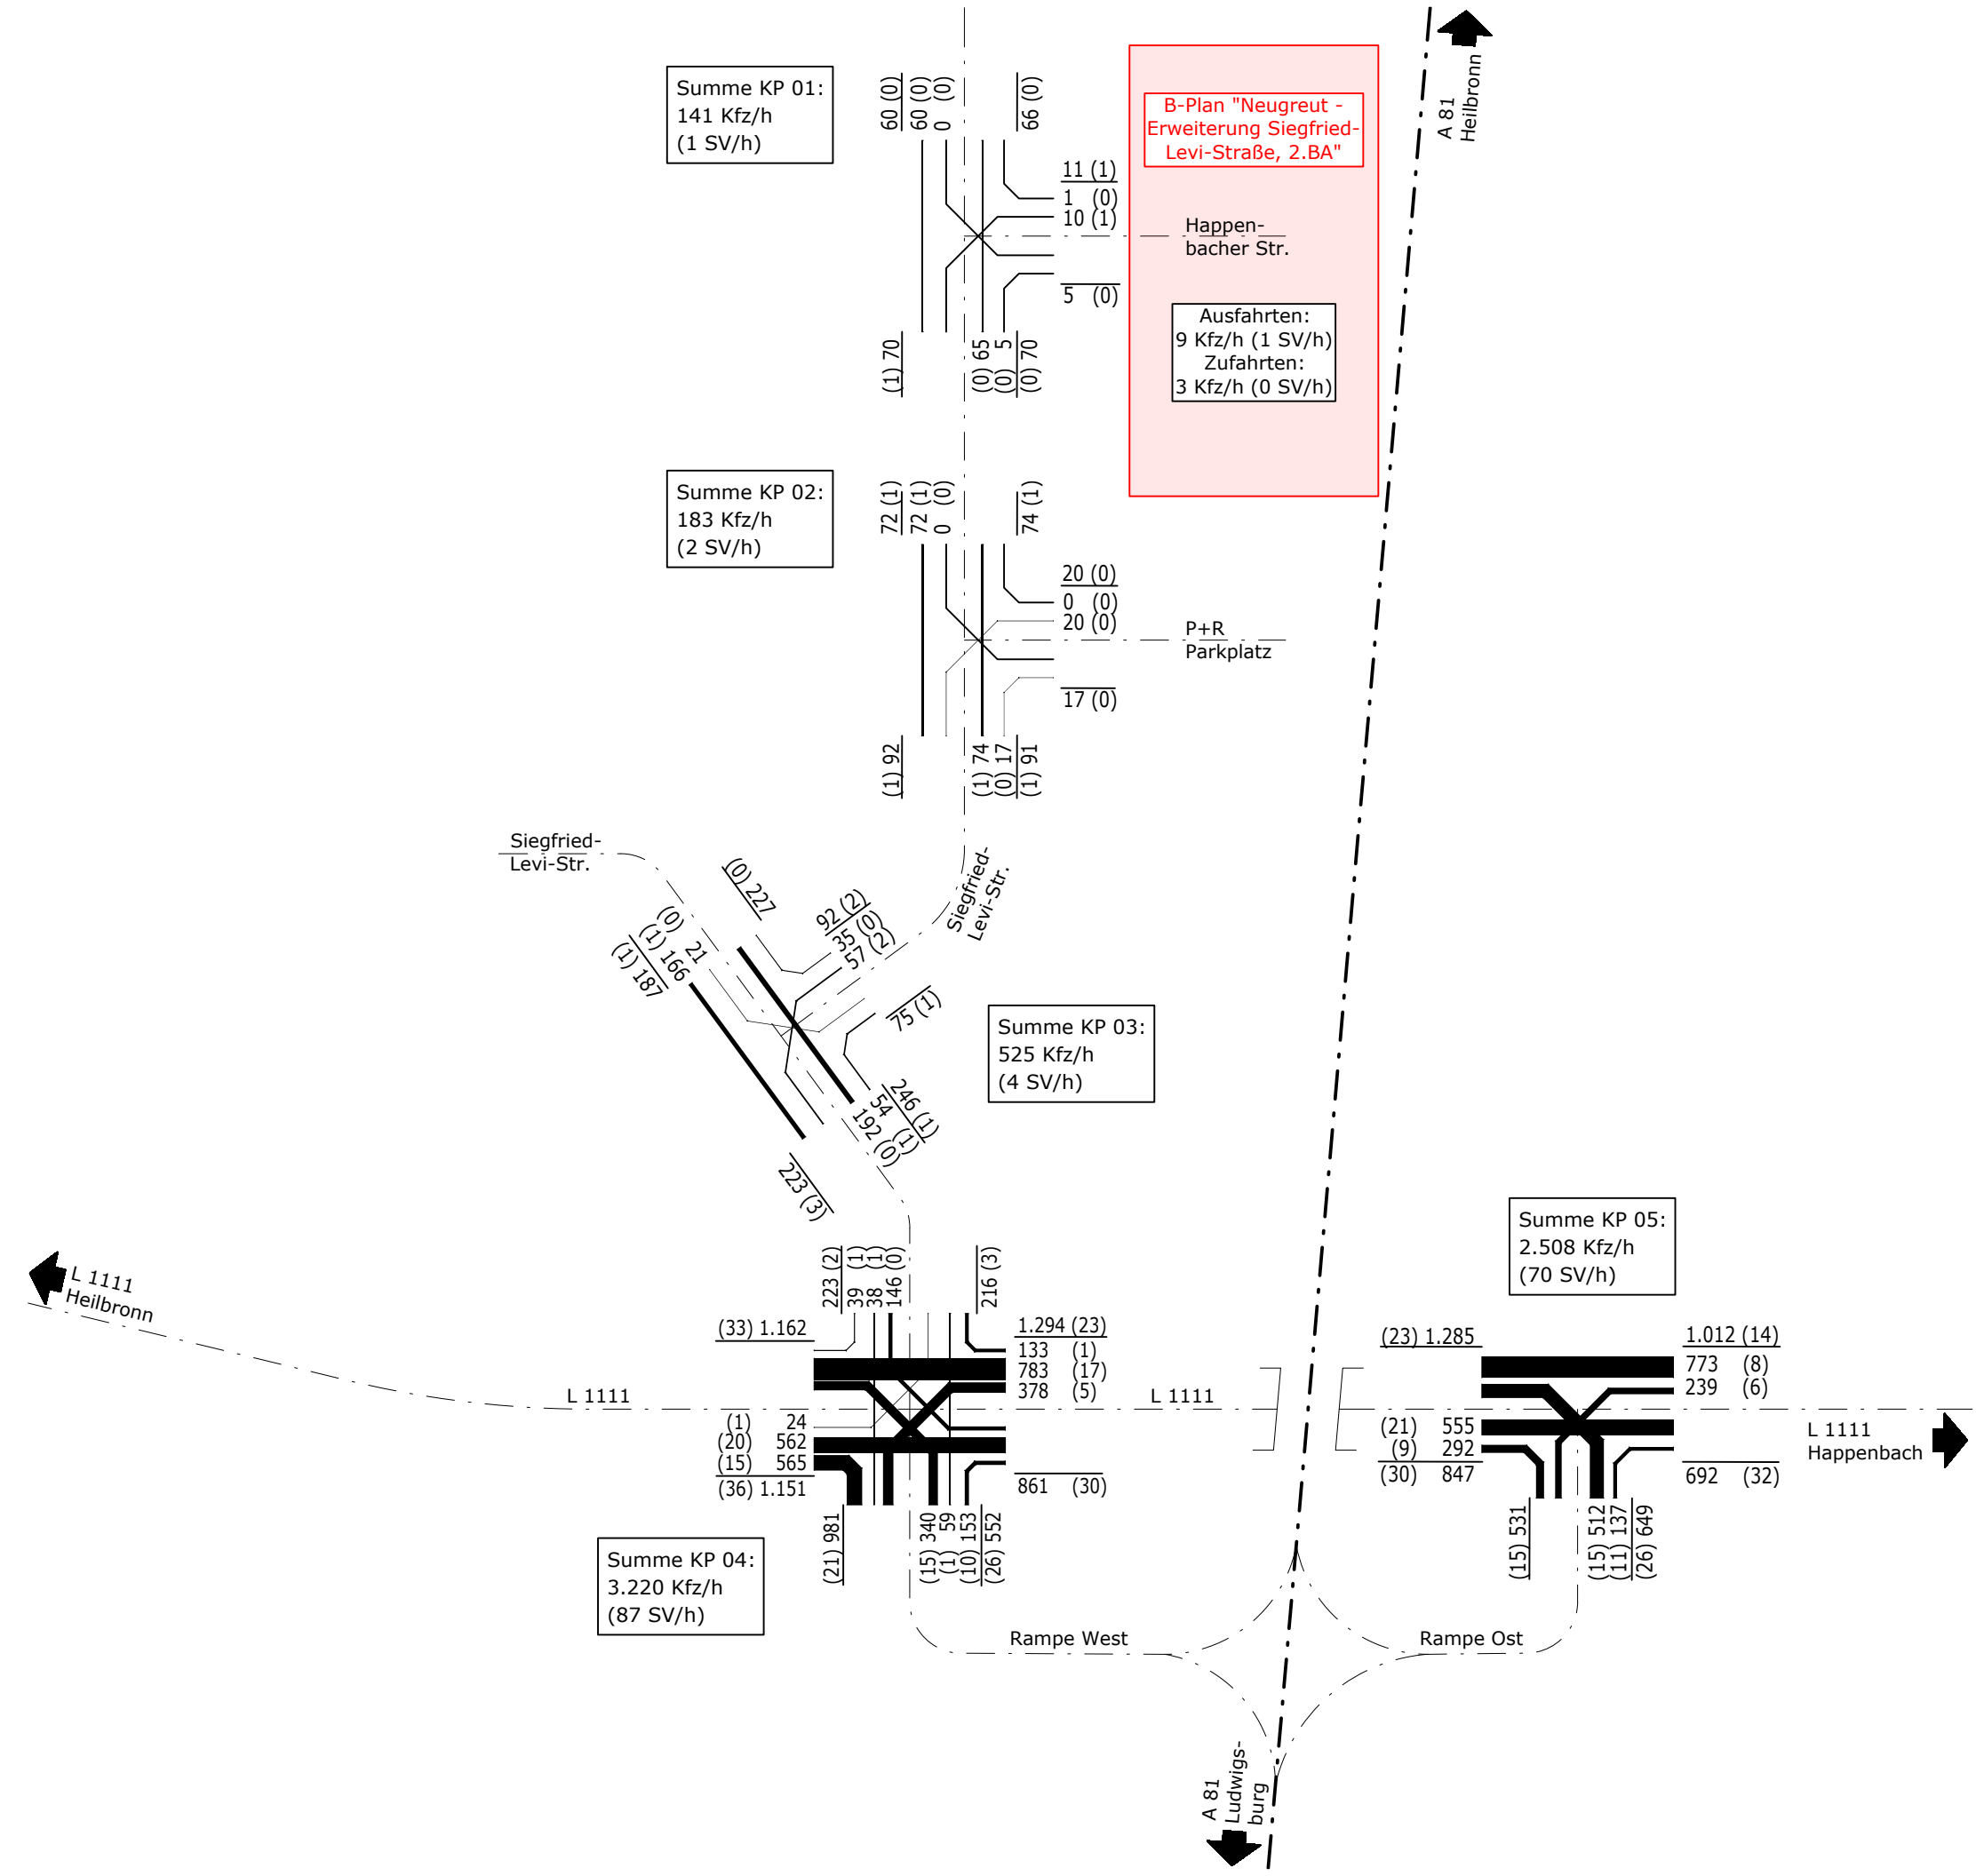 Summe KP 01:
141 Kfz/h
(1 SV/h)
60 (0)
60 (0)
0 (0)
66 (0)
11 (1)
1 (0)
10 (1)
5 (0)
(1) 70
(0) 65
(0) 5
(0) 70
Happen-
bacher Str.
B-Plan "Neugreut -
Erweiterung Siegfried-
Levi-Straße, 2.BA"
Ausfahrten:
9 Kfz/h (1 SV/h)
Zufahrten:
3 Kfz/h (0 SV/h)
A 81
Heilbronn
Summe KP 02:
183 Kfz/h
(2 SV/h)
72 (1)
72 (1)
0 (0)
74 (1)
20 (0)
0 (0)
20 (0)
17 (0)
(1) 92
(1) 74
(0) 17
(1) 91
P+R
Parkplatz
Siegfried-
Levi-Str.
Siegfried-
Levi-Str.
(0) 227
(0) 21
(1) 166
(1) 187
92 (2)
35 (0)
57 (2)
75 (1)
246 (1)
54 (1)
192 (0)
223 (3)
Summe KP 03:
525 Kfz/h
(4 SV/h)
L 1111
Heilbronn
L 1111
223 (2)
39 (1)
38 (1)
146 (0)
216 (3)
(33) 1.162
1.294 (23)
133 (1)
783 (17)
378 (5)
(1) 24
(20) 562
(15) 565
(36) 1.151
861 (30)
(21) 981
(15) 340
(1) 59
(10) 153
(26) 552
L 1111
Summe KP 04:
3.220 Kfz/h
(87 SV/h)
Summe KP 05:
2.508 Kfz/h
(70 SV/h)
(23) 1.285
1.012 (14)
773 (8)
239 (6)
(21) 555
(9) 292
(30) 847
692 (32)
(15) 531
(15) 512
(11) 137
(26) 649
L 1111
Happenbach
Rampe West
Rampe Ost
A 81
Ludwigs-
burg